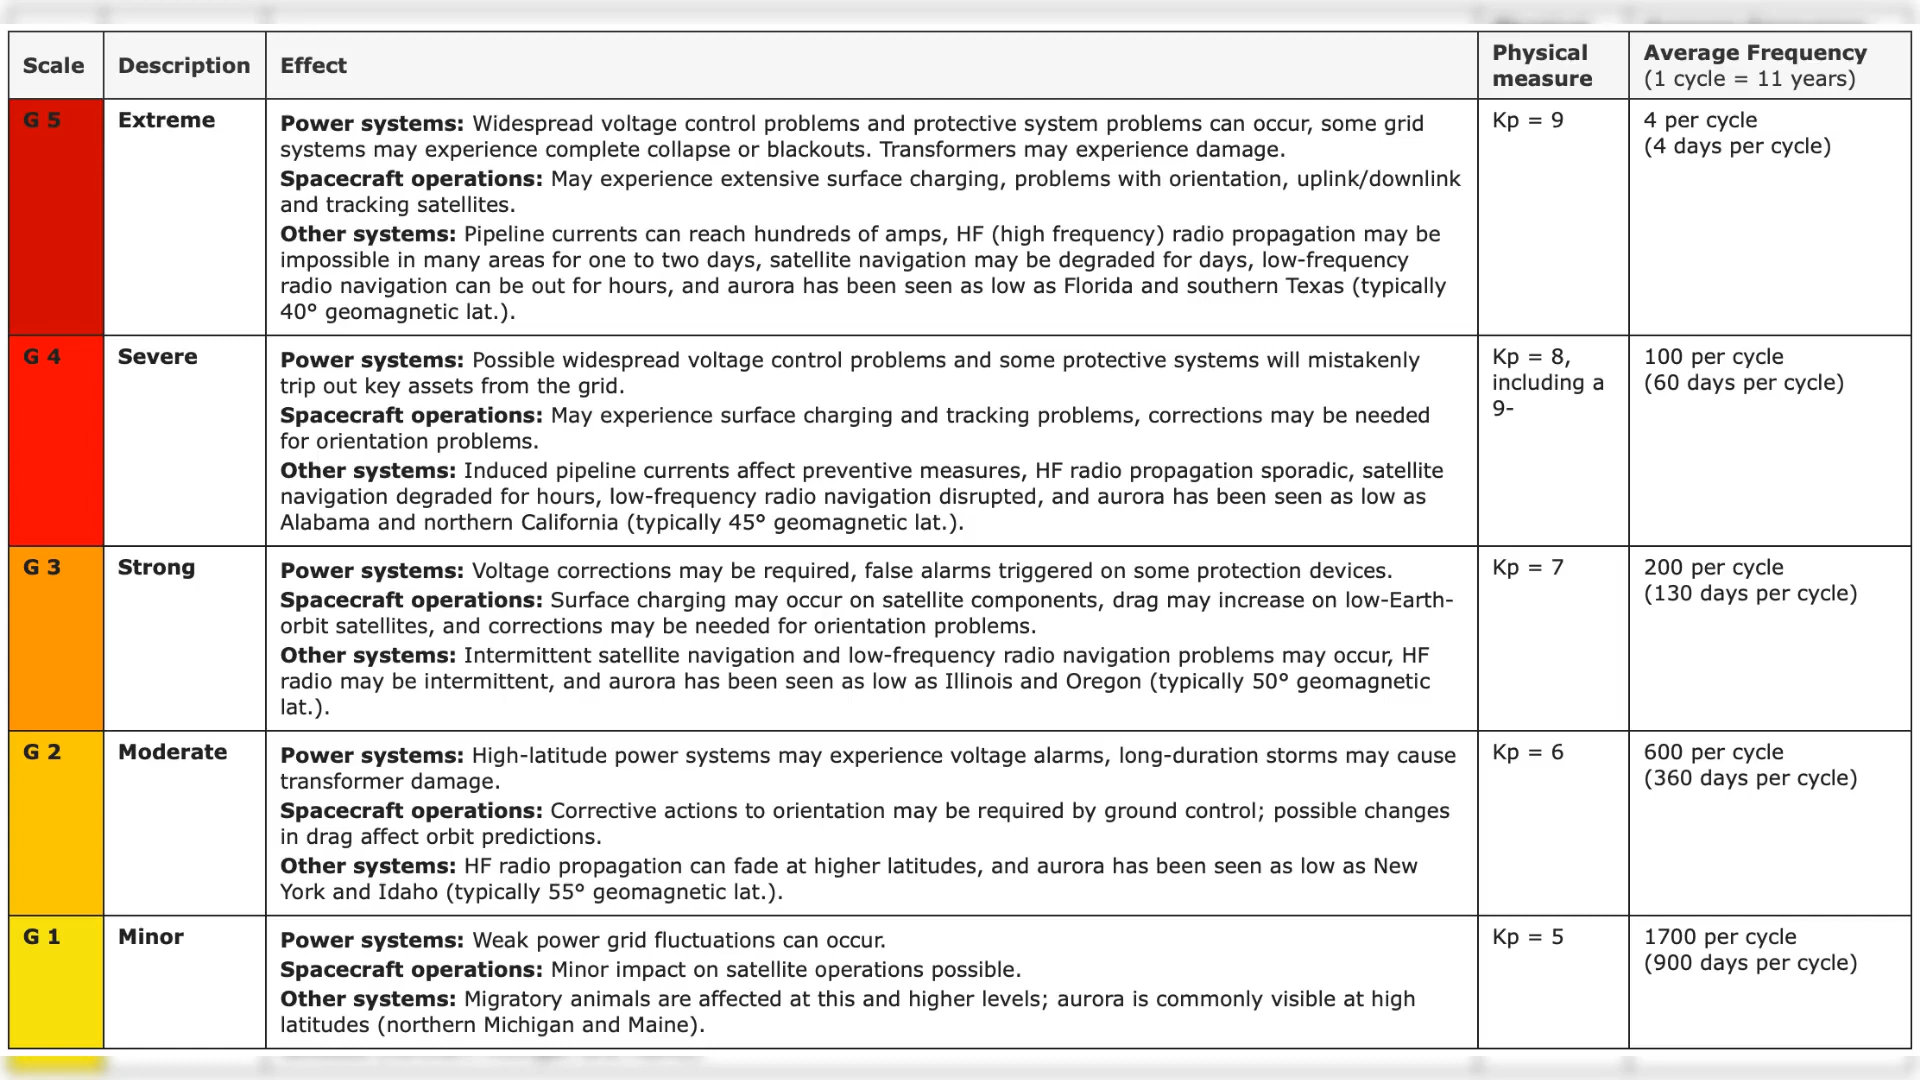 Scale
Description
Effect
Physical
measure
Average Frequency
(1 cycle = 11 years)
G 5
Extreme
Power systems: Widespread voltage control problems and protective system problems can occur, some grid
systems may experience complete collapse or blackouts. Transformers may experience damage.
Spacecraft operations: May experience extensive surface charging, problems with orientation, uplink/downlink
and tracking satellites.
Other systems: Pipeline currents can reach hundreds of amps, HF (high frequency) radio propagation may be
impossible in many areas for one to two days, satellite navigation may be degraded for days, low-frequency
radio navigation can be out for hours, and aurora has been seen as low as Florida and southern Texas (typically
40° geomagnetic lat.).
Kp = 9
4 per cycle
(4 days per cycle)
G 4
Severe
Power systems: Possible widespread voltage control problems and some protective systems will mistakenly
trip out key assets from the grid.
Spacecraft operations: May experience surface charging and tracking problems, corrections may be needed
for orientation problems.
Other systems: Induced pipeline currents affect preventive measures, HF radio propagation sporadic, satellite
navigation degraded for hours, low-frequency radio navigation disrupted, and aurora has been seen as low as
Alabama and northern California (typically 45° geomagnetic lat.).
Kp = 8,
including a
9-
100 per cycle
(60 days per cycle)
G 3
Strong
Power systems: Voltage corrections may be required, false alarms triggered on some protection devices.
Spacecraft operations: Surface charging may occur on satellite components, drag may increase on low-Earth-
orbit satellites, and corrections may be needed for orientation problems.
Other systems: Intermittent satellite navigation and low-frequency radio navigation problems may occur, HF
radio may be intermittent, and aurora has been seen as low as Illinois and Oregon (typically 50° geomagnetic
lat.).
Kp = 7
200 per cycle
(130 days per cycle)
G 2
Moderate
Power systems: High-latitude power systems may experience voltage alarms, long-duration storms may cause
transformer damage.
Spacecraft operations: Corrective actions to orientation may be required by ground control; possible changes
in drag affect orbit predictions.
Other systems: HF radio propagation can fade at higher latitudes, and aurora has been seen as low as New
York and Idaho (typically 55° geomagnetic lat.).
Kp = 6
600 per cycle
(360 days per cycle)
G 1
Minor
Power systems: Weak power grid fluctuations can occur.
Spacecraft operations: Minor impact on satellite operations possible.
Other systems: Migratory animals are affected at this and higher levels; aurora is commonly visible at high
latitudes (northern Michigan and Maine).
Kp = 5
1700 per cycle
(900 days per cycle)